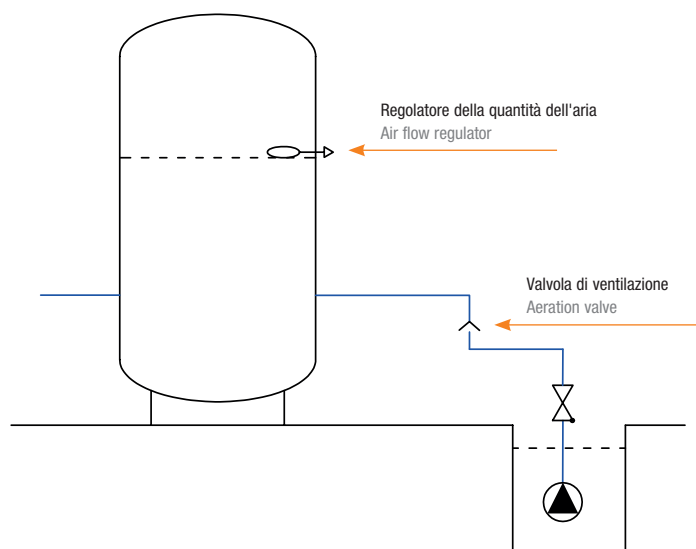 Regolatore della quantità dell'aria
Air flow regulator
Valvola di ventilazione
Aeration valve